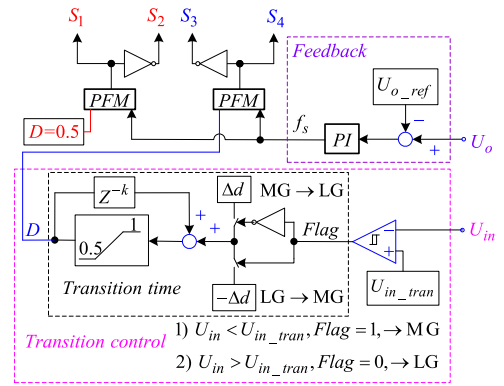 S1 S2 S3 S4
Feedback
PFM PFM
Uo_ref
D=0.5
fs
PI
−
+
Uo
Z^{-k}
Δd
MG → LG
D
0.5
1
+
+
Flag
−
+
Uin
Transition time
−Δd
LG → MG
Uin_tran
Transition control
1) Uin < Uin_tran, Flag = 1, → MG
2) Uin > Uin_tran, Flag = 0, → LG